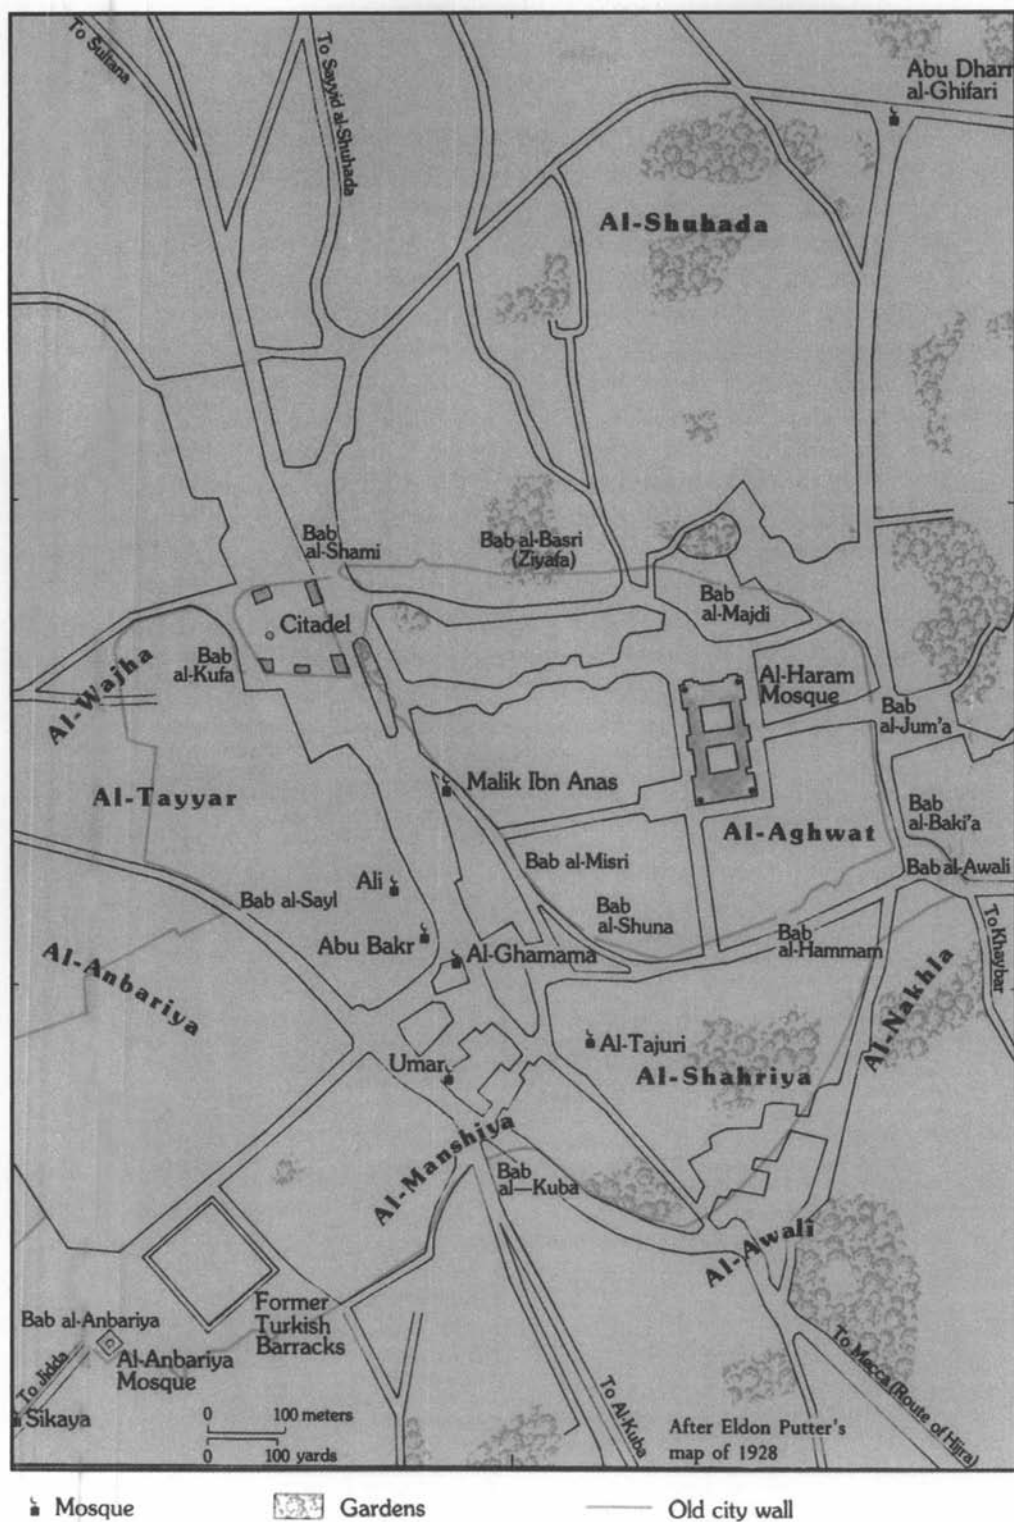 To Sultana
To Sayyid al-Shuhada
Abu Dharr
al-Ghifari
Al-Shuhada
Bab
al-Shami
Bab al-Basri
(Ziyafa)
Bab
al-Majdi
Citadel
Bab
al-Kufa
Al-Wajha
Al-Haram
Mosque
Bab
al-Jum'a
Malik Ibn Anas
Al-Tayyar
Al-Aghwat
Bab
al-Baki'a
Bab al-Misri
Bab al-Awali
Ali
Bab al-Sayl
Bab
al-Shuna
Abu Bakr
Al-Ghamama
Bab
al-Hammam
To Khaybar
Al-Anbariya
Al-Nakhla
Al-Tajuri
Umar
Al-Shahriya
Al-Manshiya
Bab
al—Kuba
Al-Awali
Former
Turkish
Barracks
Bab al-Anbariya
Al-Anbariya
Mosque
To Jidda
Sikaya
0 100 meters
0 100 yards
To Al-Kuba
To Mecca (Route of Hijra)
After Eldon Putter's
map of 1928
Mosque
Gardens
Old city wall